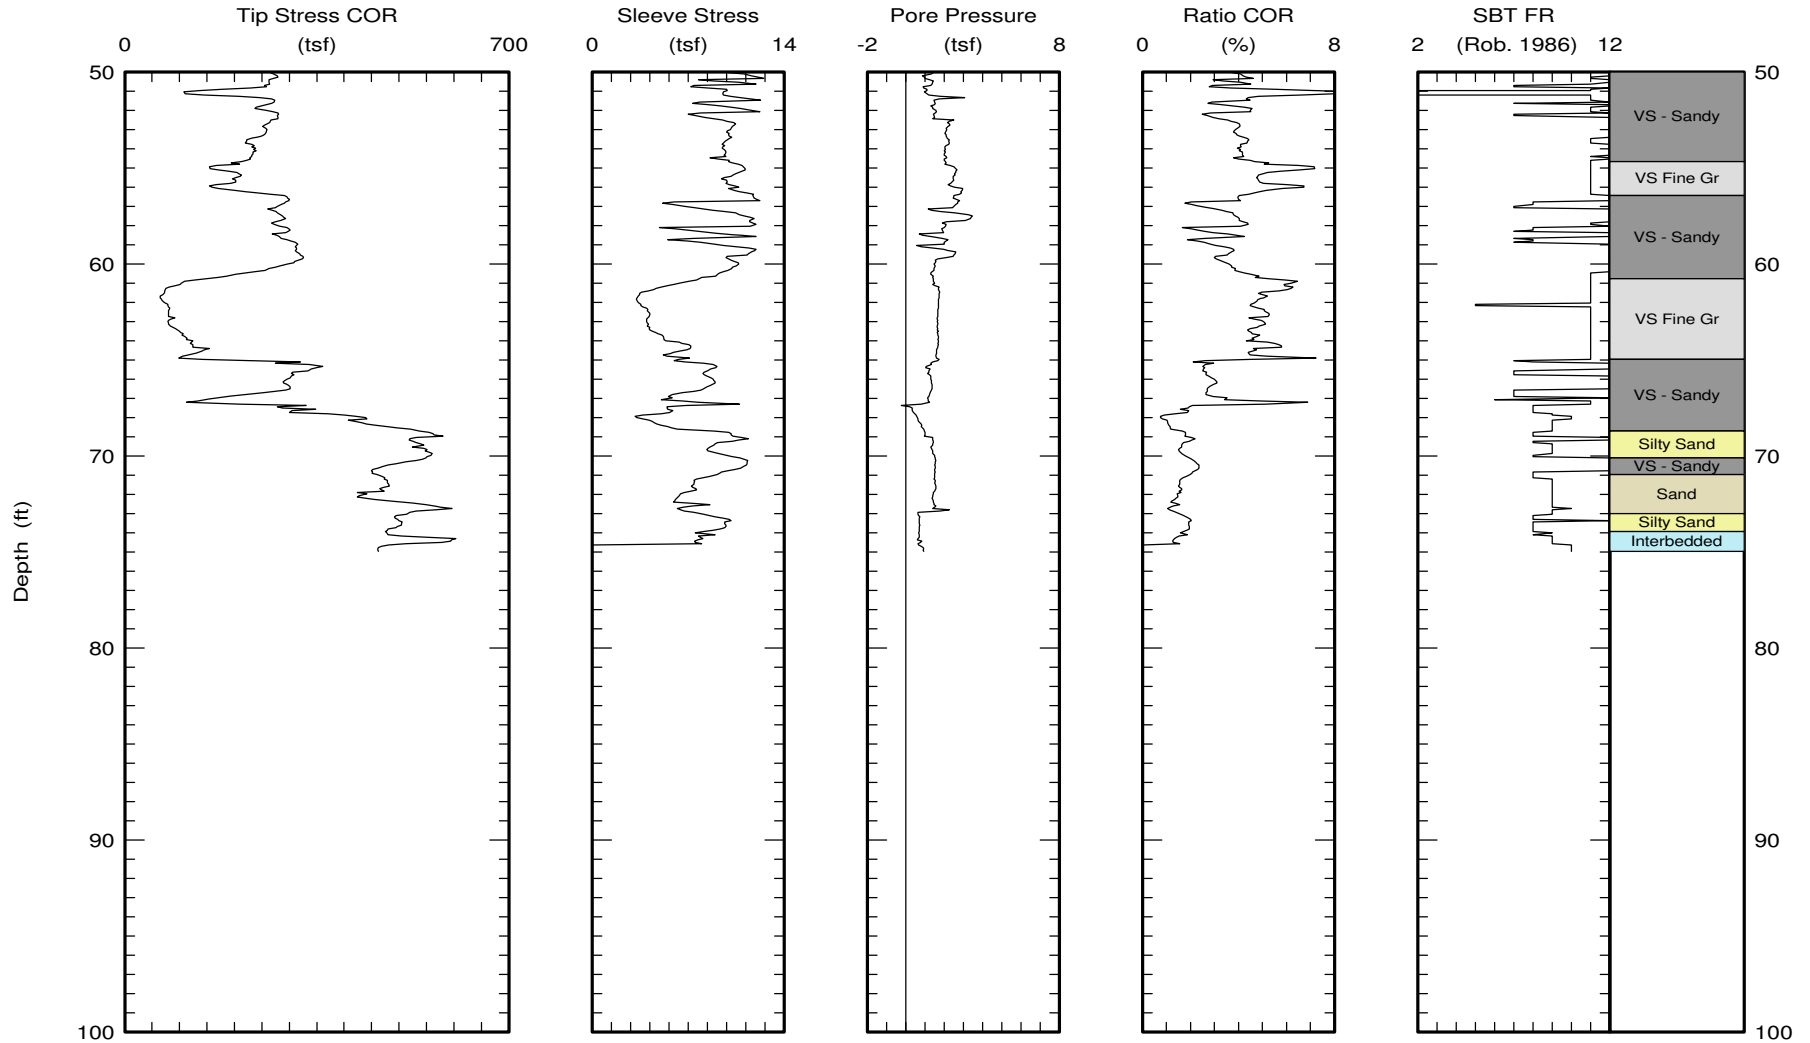 Tip Stress COR Sleeve Stress Pore Pressure Ratio COR SBT FR
0 (tsf) 700 0 (tsf) 14 -2 (tsf) 8 0 (%) 8 2 (Rob. 1986) 12
50 50
VS - Sandy
VS Fine Gr
VS - Sandy
60 60
VS Fine Gr
VS - Sandy
Silty Sand
70 70
VS - Sandy
Sand
Silty Sand
Interbedded
Depth (ft)
80 80
90 90
100 100